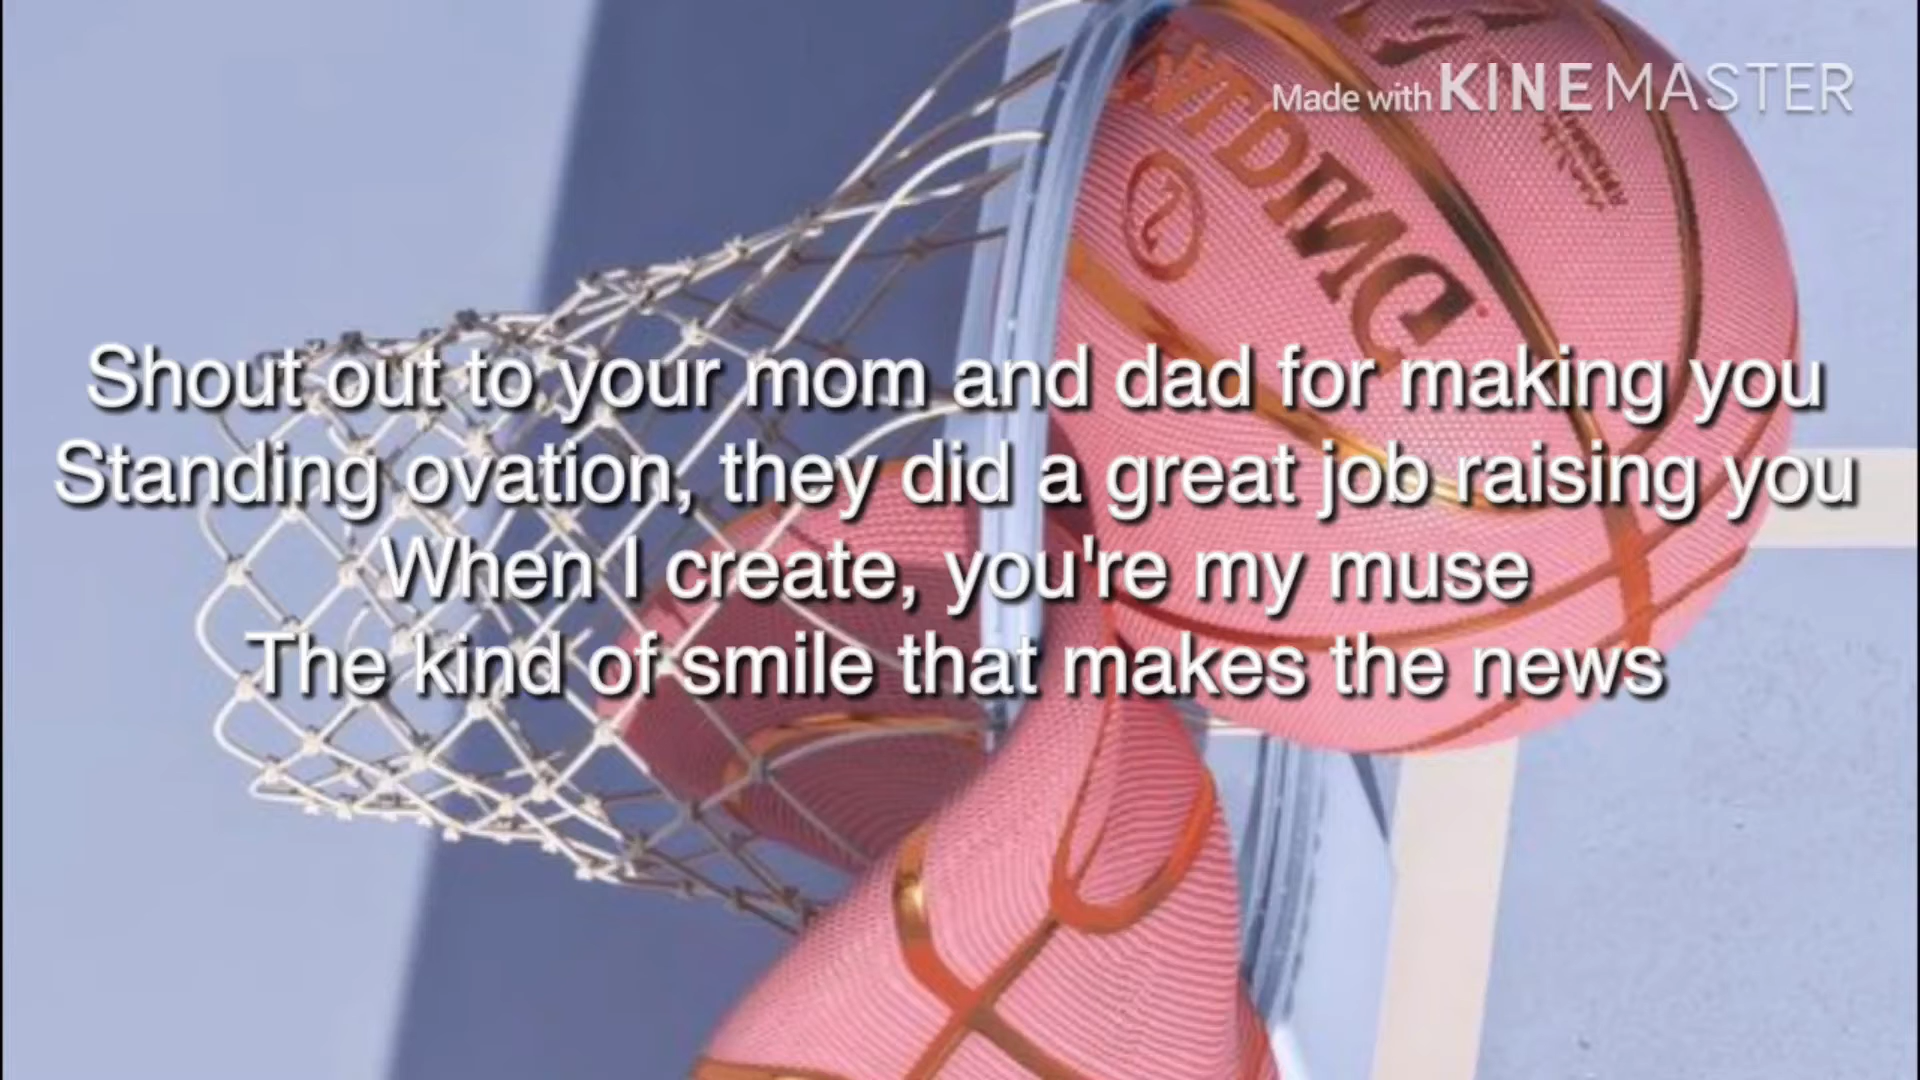 Made with KINEMASTER
Shout out to your mom and dad for making you
Standing ovation, they did a great job raising you
When I create, you're my muse
The kind of smile that makes the news